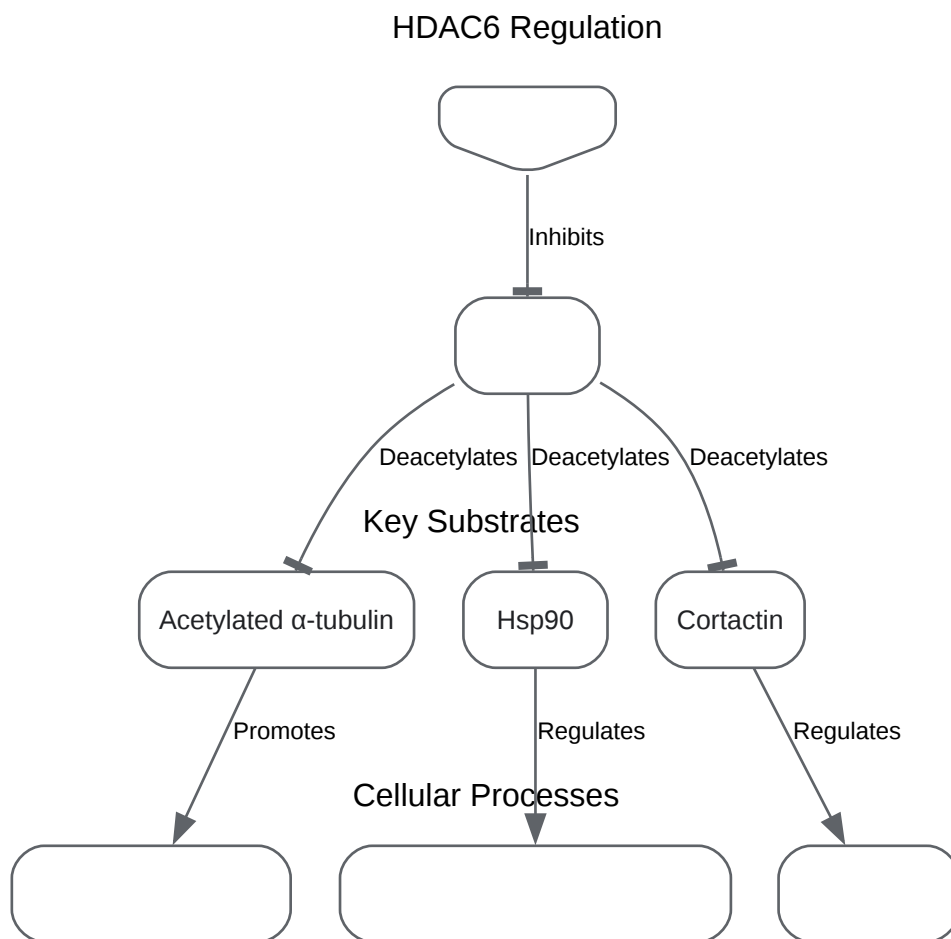 HDAC6 Regulation
Inhibits
Deacetylates
Deacetylates
Deacetylates
Key Substrates
Acetylated α-tubulin
Hsp90
Cortactin
Promotes
Regulates
Regulates
Cellular Processes